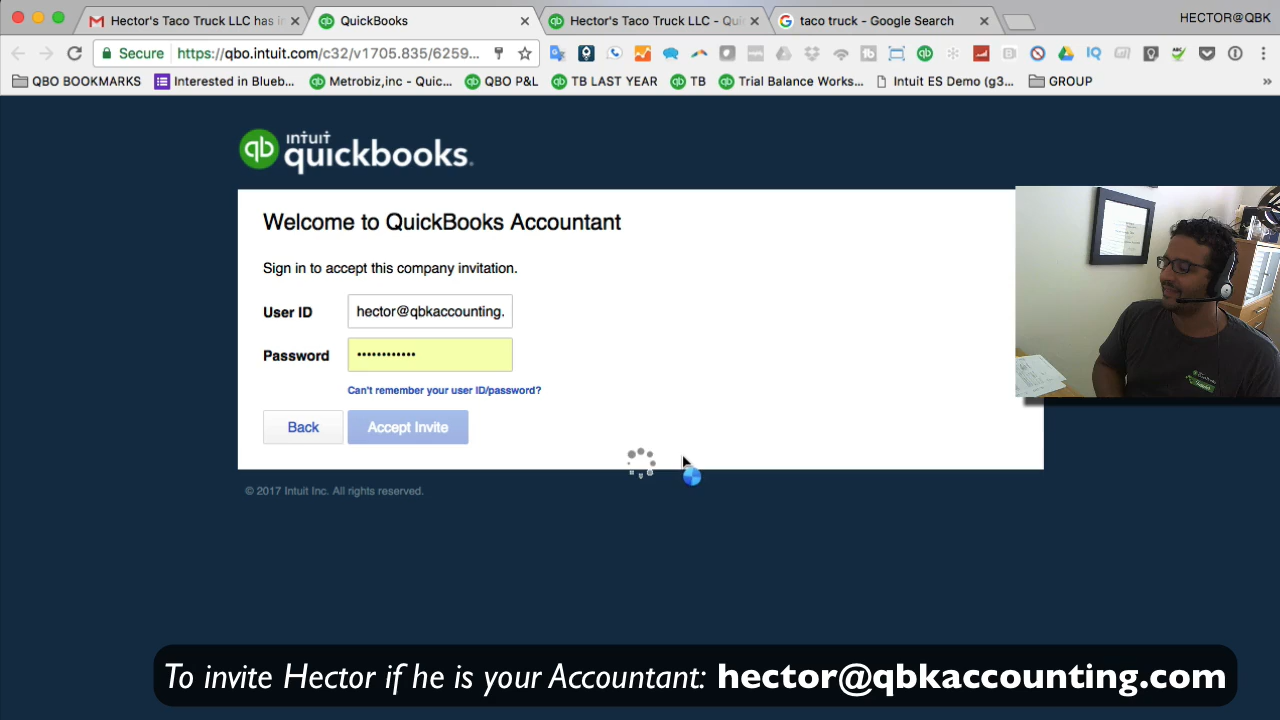 Hector's Taco Truck LLC has in
QuickBooks
Hector's Taco Truck LLC - Qui
taco truck - Google Search
HECTOR@QBK
Secure
https://qbo.intuit.com/c32/v1705.835/6259...
QBO BOOKMARKS
Interested in Blueb...
Metrobiz,inc - Quic...
QBO P&L
TB LAST YEAR
TB
Trial Balance Works...
Intuit ES Demo (g3...
GROUP
»
qb
intuit
quickbooks.
Welcome to QuickBooks Accountant
Sign in to accept this company invitation.
User ID
hector@qbkaccounting.
Password
••••••••••••
Can't remember your user ID/password?
Back
Accept Invite
© 2017 Intuit Inc. All rights reserved.
To invite Hector if he is your Accountant: hector@qbkaccounting.com